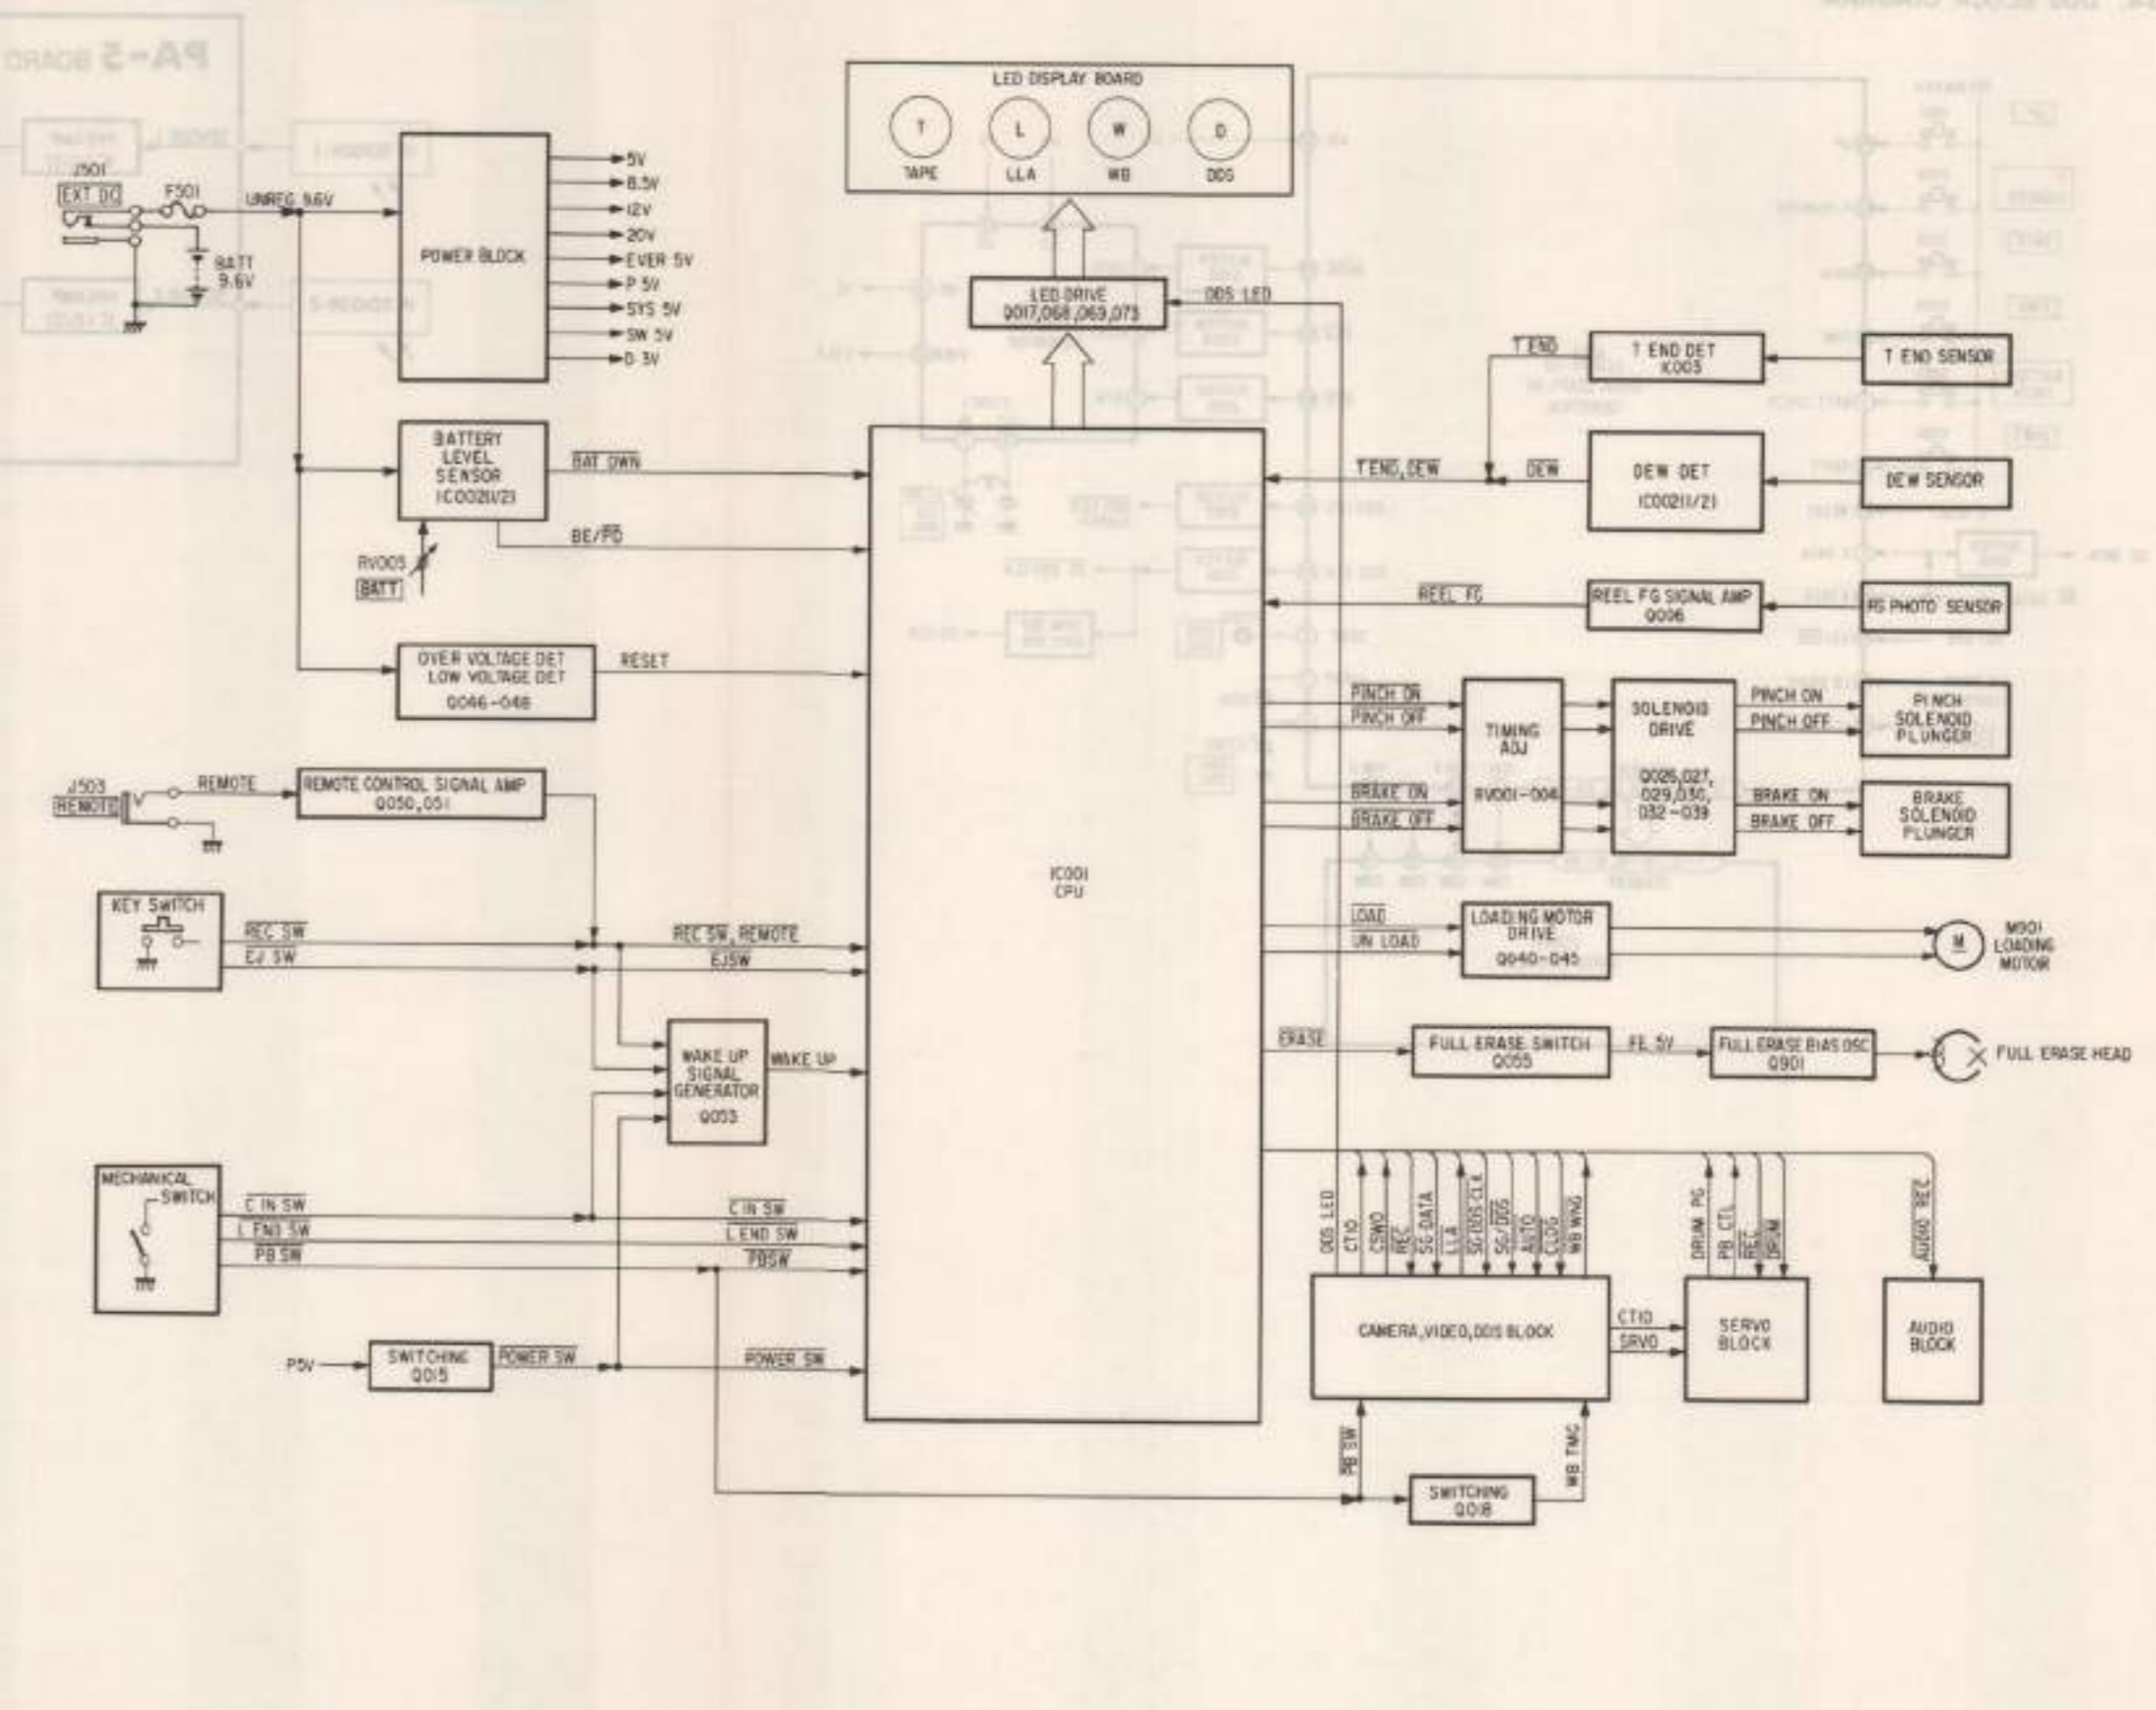 LED DISPLAY BOARD
T
L
W
D
TAPE
LLA
WB
DDS
PA-5 BOARD
J501
EXT DC
F501
UNREG 9.6V
BATT
9.6V
POWER BLOCK
5V
8.5V
12V
20V
EVER 5V
P 5V
SYS 5V
SW 5V
D 3V
LED DRIVE
Q017,068,069,073
DDS LED
BATTERY
LEVEL
SENSOR
IC002(1/2)
BAT DWN
BE/PD
RV005
BATT
OVER VOLTAGE DET
LOW VOLTAGE DET
Q046-048
RESET
J503
REMOTE
REMOTE
REMOTE CONTROL SIGNAL AMP
Q050,051
KEY SWITCH
REC SW
EJ SW
REC SW, REMOTE
EJSW
WAKE UP
SIGNAL
GENERATOR
Q053
WAKE UP
MECHANICAL
SWITCH
C IN SW
L END SW
PB SW
C IN SW
L END SW
PBSW
P5V
SWITCHING
Q015
POWER SW
POWER SW
IC001
CPU
T END
T END DET
IC003
T END SENSOR
T END, DEW
DEW
DEW DET
IC002(1/2)
DEW SENSOR
REEL FG
REEL FG SIGNAL AMP
Q006
FG PHOTO SENSOR
PINCH ON
PINCH OFF
BRAKE ON
BRAKE OFF
TIMING
ADJ
RV001-004
SOLENOID
DRIVE
Q026,027,
029,030,
032-039
PINCH ON
PINCH OFF
BRAKE ON
BRAKE OFF
PINCH
SOLENOID
PLUNGER
BRAKE
SOLENOID
PLUNGER
LOAD
UN LOAD
LOADING MOTOR
DRIVE
Q040-045
M
M901
LOADING
MOTOR
ERASE
FULL ERASE SWITCH
Q055
FE 5V
FULL ERASE BIAS OSC
Q901
FULL ERASE HEAD
DDS LED
CTIO
CSWO
REC
SG DATA
LLA
SG DDS CLK
SG/DDS
AUTO
CLOG
WB WNG
DRUM PG
PB CTL
REC
DRUM
AUDIO REC
CAMERA, VIDEO, DDS BLOCK
CTIO
SRVO
SERVO
BLOCK
AUDIO
BLOCK
PB SW
WB TMG
SWITCHING
Q018